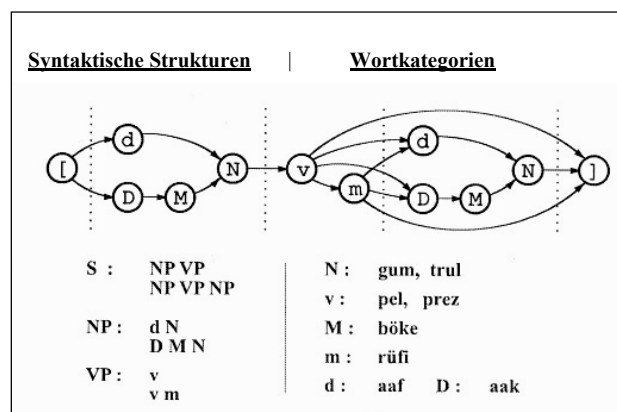 Syntaktische Strukturen | Wortkategorien
[ d D M N v m d D M N ]
S : NP VP
NP VP NP
NP : d N
D M N
VP : v
v m
N : gum, trul
v : pel, prez
M : böke
m : rüfi
d : aaf D : aak